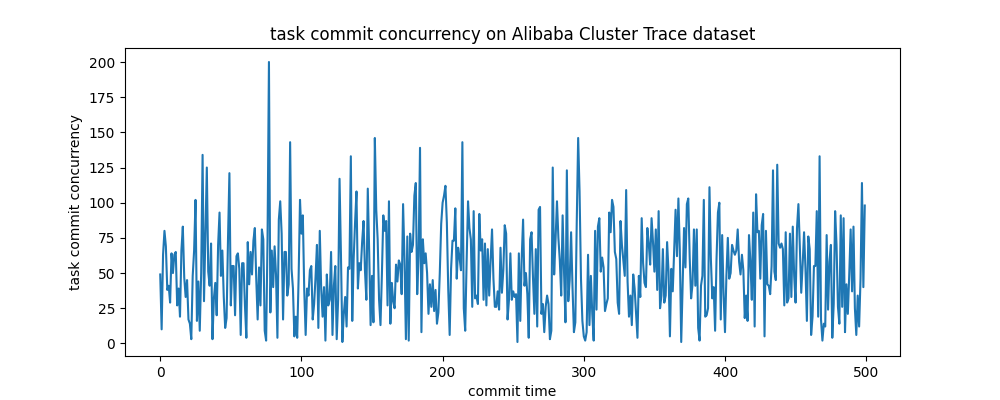 task commit concurrency on Alibaba Cluster Trace dataset
task commit concurrency
200
175
150
125
100
75
50
25
0
0 100 200 300 400 500
commit time